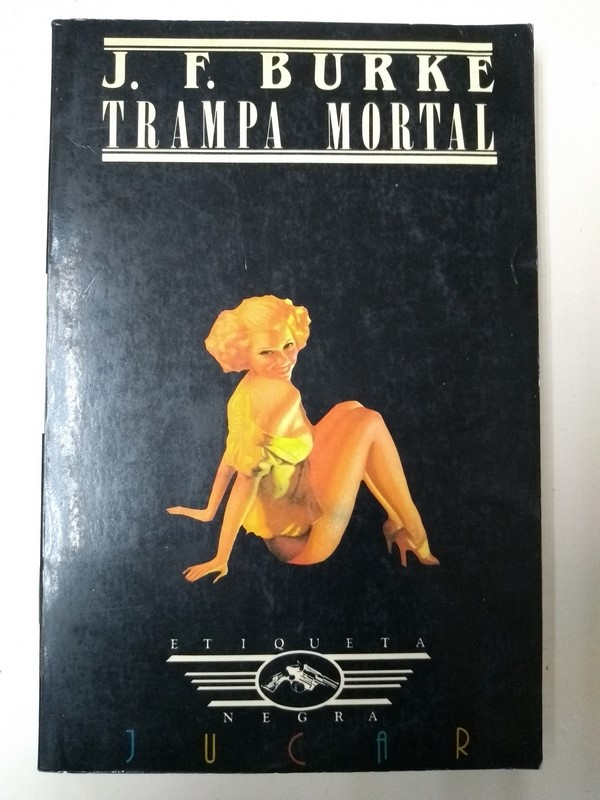 J. F. BURKE
TRAMPA MORTAL
ETIQUETA
NEGRA
JUCAR